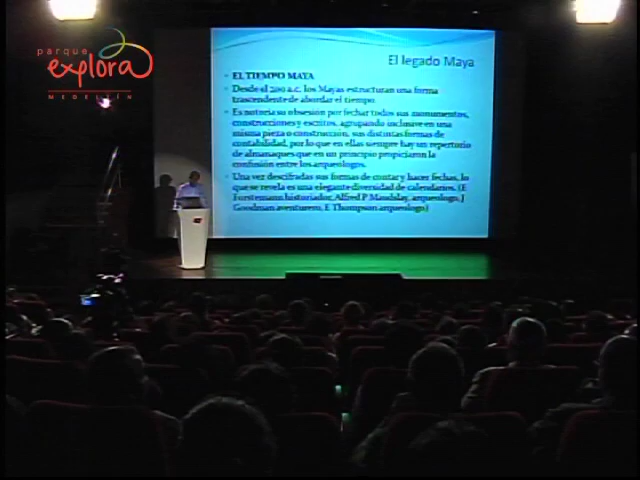 parque
explora
MEDELLÍN
El legado Maya
EL TIEMPO MAYA
Desde el 200 a.c. los Mayas estructuran una forma
trascendente de abordar el tiempo
Es notoria su obsesión por fechar todos sus monumentos,
construcciones y escritos, agrupando inclusive en una
misma pieza o construcción, sus distintas formas de
contabilidad, por lo que en ellas siempre hay un repertorio
de almanaques que en un principio propiciaron la
confusión entre los arqueologos.
Una vez descifradas sus formas de contar y hacer fechas, lo
que se revela es una elegante diversidad de calendarios. (E
Forstemann historiador, Alfred P Maudslay, arqueologo, J
Goodman aventurero, E Thompson arqueologo)